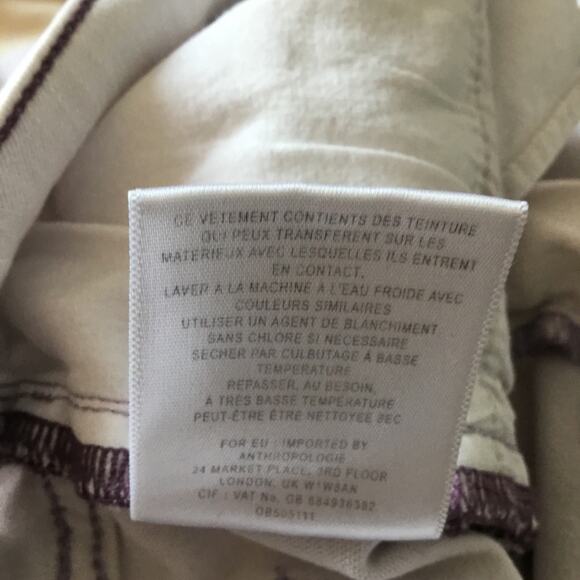 CE VETEMENT CONTIENTS DES TEINTURE
QUI PEUX TRANSFERENT SUR LES
MATERIEUX AVEC LESQUELLES ILS ENTRENT
EN CONTACT.
LAVER À LA MACHINE À L'EAU FROIDE AVEC
COULEURS SIMILAIRES
UTILISER UN AGENT DE BLANCHIMENT
SANS CHLORE SI NECESSAIRE
SECHER PAR CULBUTAGE À BASSE
TEMPERATURE
REPASSER, AU BESOIN,
À TRES BASSE TEMPERATURE
PEUT-ÊTRE ÊTRE NETTOYEE SEC
FOR EU : IMPORTED BY
ANTHROPOLOGIE
24 MARKET PLACE, 3RD FLOOR
LONDON, UK W1W8AN
CIF : VAT No. GB 684936382